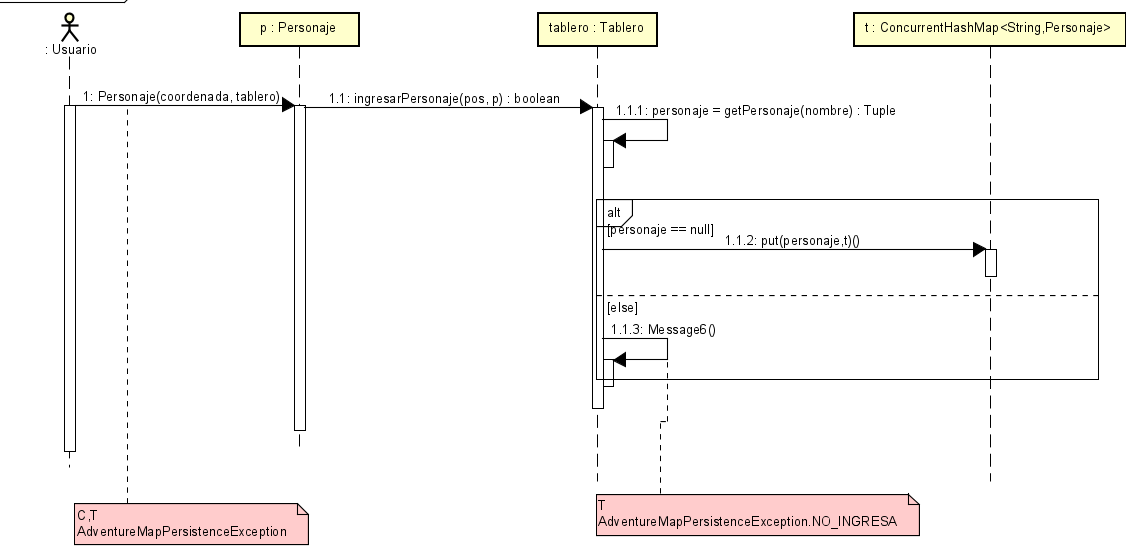 : Usuario
p : Personaje
tablero : Tablero
t : ConcurrentHashMap<String,Personaje>
1: Personaje(coordenada, tablero)
1.1: ingresarPersonaje(pos, p) : boolean
1.1.1: personaje = getPersonaje(nombre) : Tuple
alt
[personaje == null]
1.1.2: put(personaje,t)()
[else]
1.1.3: Message6()
C,T
AdventureMapPersistenceException
T
AdventureMapPersistenceException.NO_INGRESA